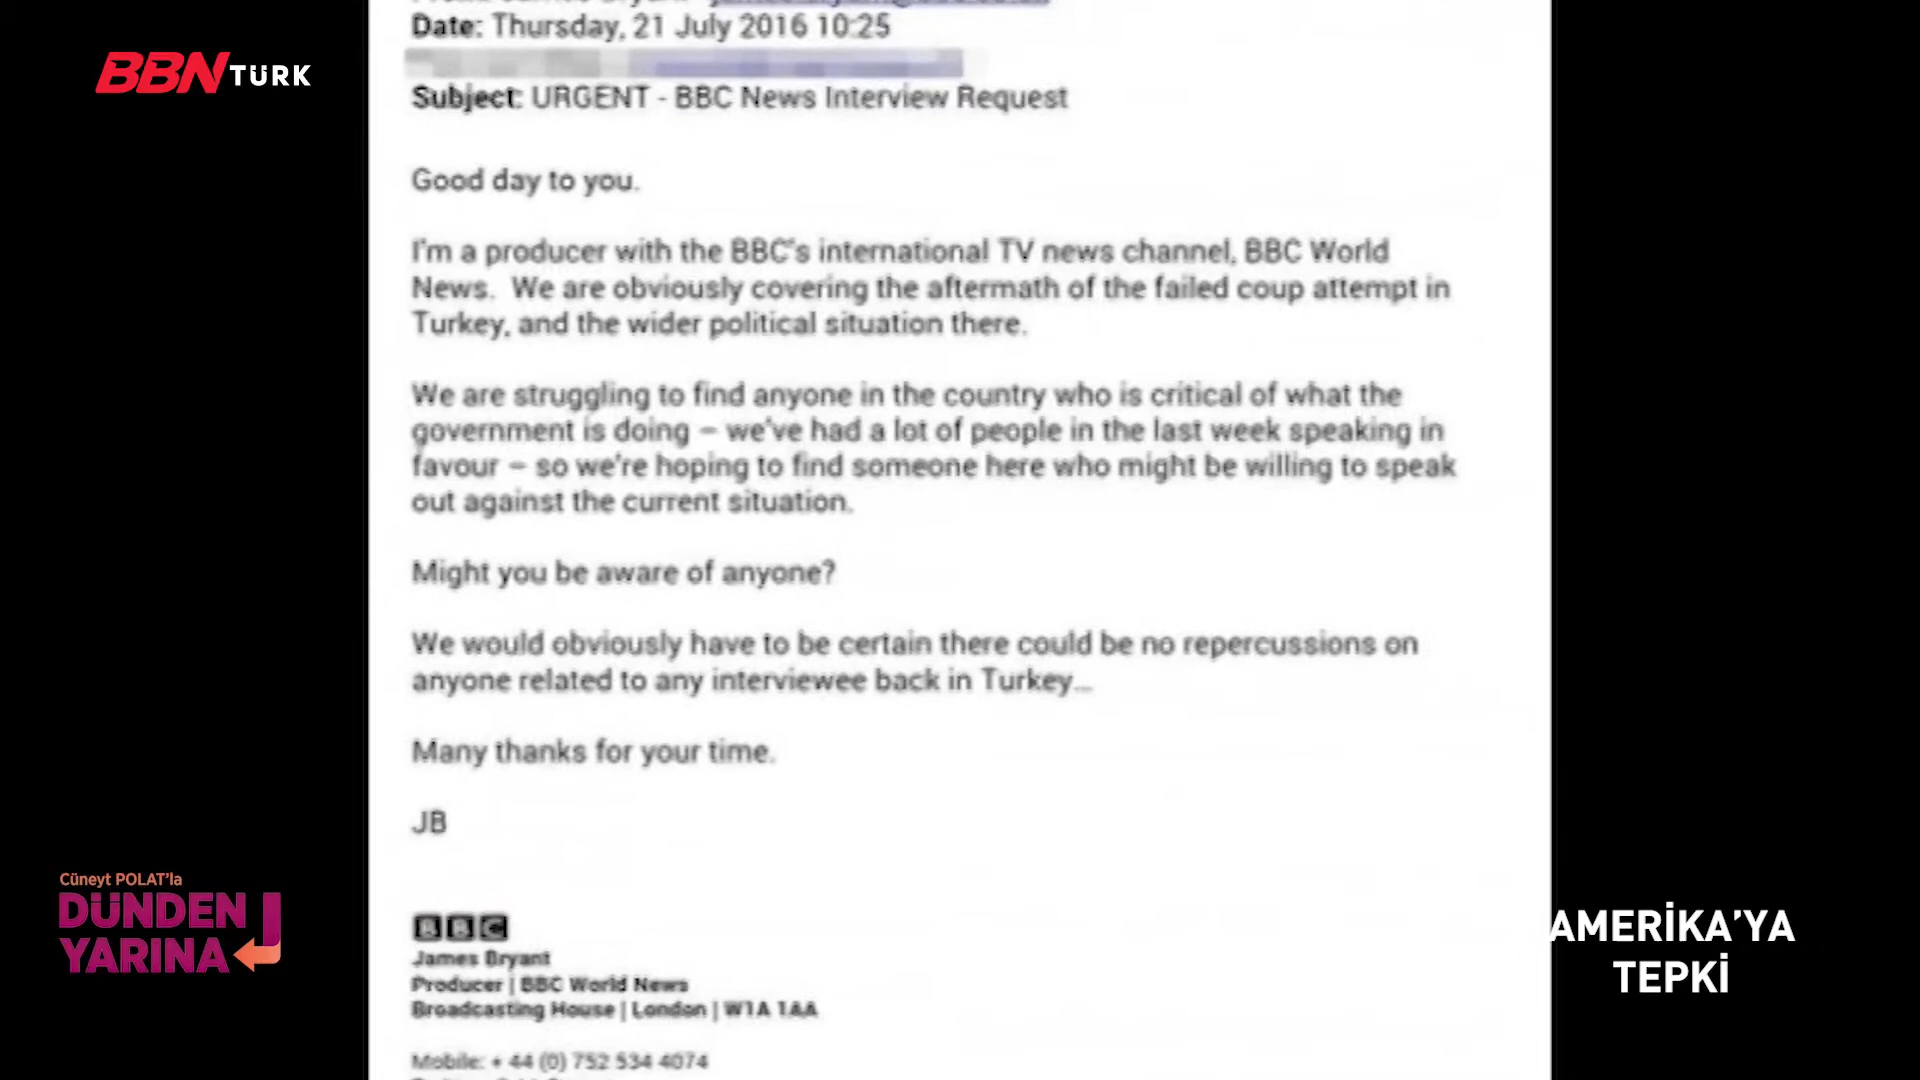 BBN TÜRK
Date: Thursday, 21 July 2016 10:25
Subject: URGENT - BBC News Interview Request
Good day to you.
I'm a producer with the BBC's international TV news channel, BBC World
News. We are obviously covering the aftermath of the failed coup attempt in
Turkey, and the wider political situation there.
We are struggling to find anyone in the country who is critical of what the
government is doing – we've had a lot of people in the last week speaking in
favour – so we're hoping to find someone here who might be willing to speak
out against the current situation.
Might you be aware of anyone?
We would obviously have to be certain there could be no repercussions on
anyone related to any interviewee back in Turkey...
Many thanks for your time.
JB
BBC
James Bryant
Producer | BBC World News
Broadcasting House | London | W1A 1AA
Mobile: + 44 (0) 752 534 4074
Cüneyt POLAT'la
DÜNDEN
YARINA
AMERİKA'YA
TEPKİ